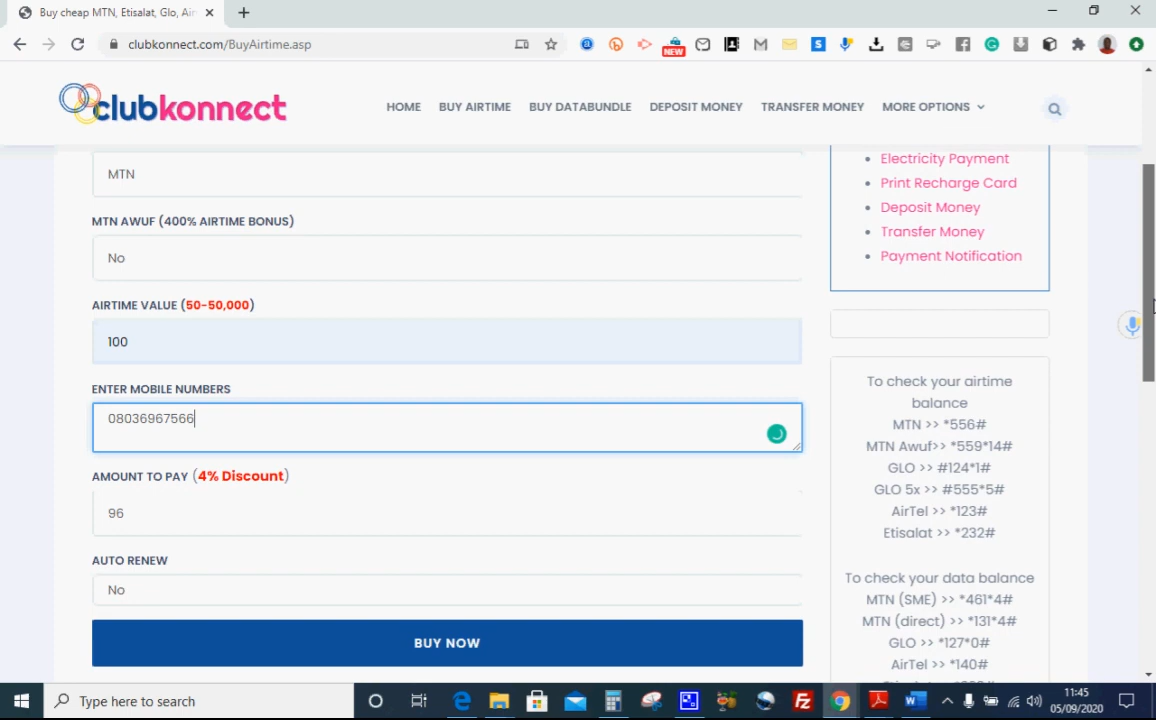 Buy cheap MTN, Etisalat, Glo, Air
clubkonnect.com/BuyAirtime.asp
NEW
clubkonnect
HOME
BUY AIRTIME
BUY DATABUNDLE
DEPOSIT MONEY
TRANSFER MONEY
MORE OPTIONS
MTN
MTN AWUF (400% AIRTIME BONUS)
No
AIRTIME VALUE (50-50,000)
100
ENTER MOBILE NUMBERS
08036967566
AMOUNT TO PAY (4% Discount)
96
AUTO RENEW
No
BUY NOW
Electricity Payment
Print Recharge Card
Deposit Money
Transfer Money
Payment Notification
To check your airtime
balance
MTN >> *556#
MTN Awuf>> *559*14#
GLO >> #124*1#
GLO 5x >> #555*5#
AirTel >> *123#
Etisalat >> *232#
To check your data balance
MTN (SME) >> *461*4#
MTN (direct) >> *131*4#
GLO >> *127*0#
AirTel >> *140#
Type here to search
11:45
05/09/2020